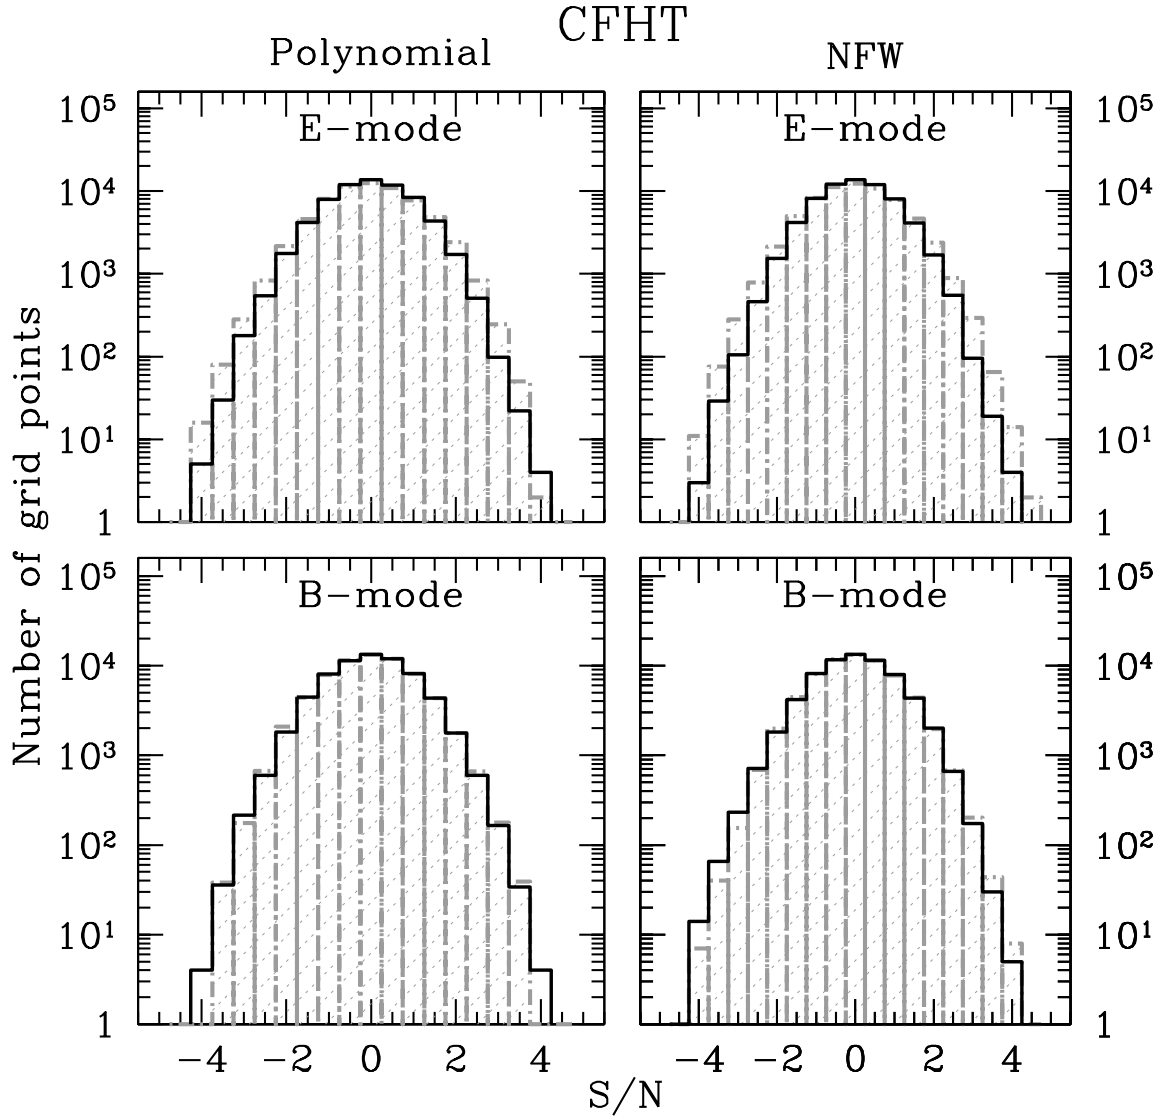 CFHT
Polynomial NFW
E-mode E-mode
10⁵ 10⁵
10⁴ 10⁴
10³ 10³
10² 10²
10¹ 10¹
1 1
B-mode B-mode
10⁵ 10⁵
10⁴ 10⁴
10³ 10³
10² 10²
10¹ 10¹
1 1
−4 −2 0 2 4 −4 −2 0 2 4
S/N
Number of grid points